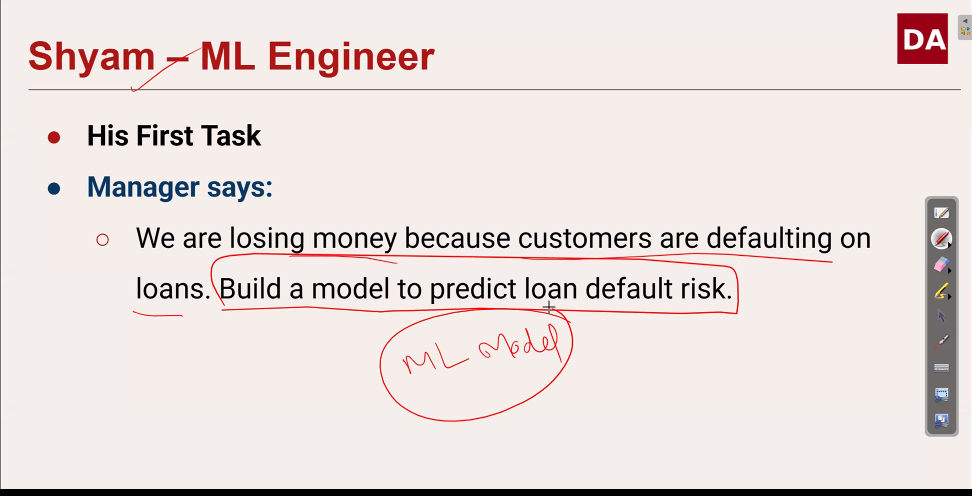 DA
Shyam – ML Engineer
His First Task
Manager says:
We are losing money because customers are defaulting on
loans. Build a model to predict loan default risk.
ML Model